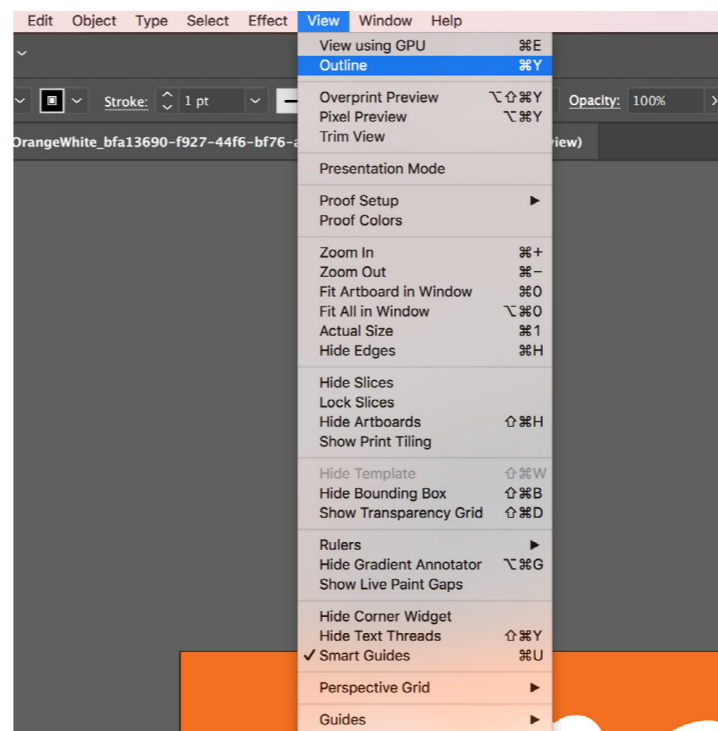 Edit Object Type Select Effect View Window Help
View using GPU ⌘E
Outline ⌘Y
Stroke: 1 pt Opacity: 100%
Overprint Preview ⌥⇧⌘Y
Pixel Preview ⌥⌘Y
OrangeWhite_bfa13690-f927-44f6-bf76- iew)
Trim View
Presentation Mode
Proof Setup ▶
Proof Colors
Zoom In ⌘+
Zoom Out ⌘−
Fit Artboard in Window ⌘0
Fit All in Window ⌥⌘0
Actual Size ⌘1
Hide Edges ⌘H
Hide Slices
Lock Slices
Hide Artboards ⇧⌘H
Show Print Tiling
Hide Template ⇧⌘W
Hide Bounding Box ⇧⌘B
Show Transparency Grid ⇧⌘D
Rulers ▶
Hide Gradient Annotator ⌥⌘G
Show Live Paint Gaps
Hide Corner Widget
Hide Text Threads ⇧⌘Y
✓ Smart Guides ⌘U
Perspective Grid ▶
Guides ▶